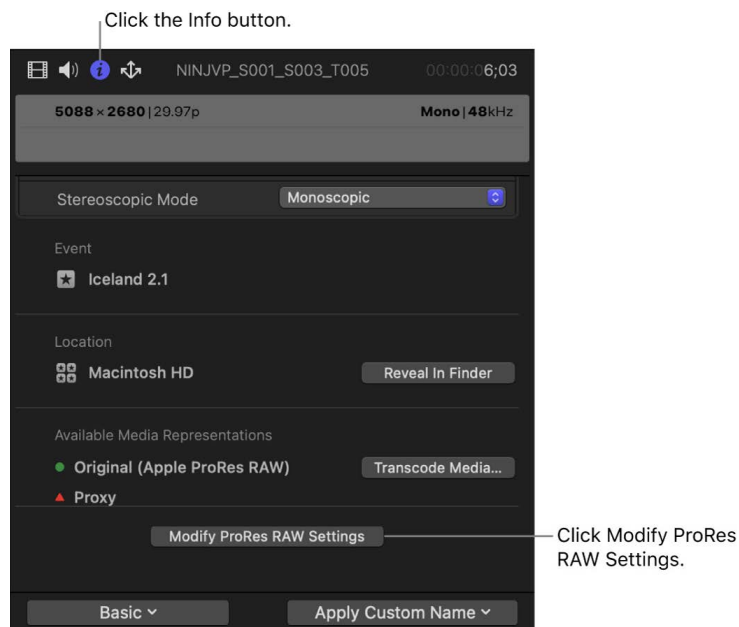 Click the Info button.
NINJVP_S001_S003_T005 00:00:06;03
5088 × 2680 | 29.97p Mono | 48kHz
Stereoscopic Mode Monoscopic
Event
Iceland 2.1
Location
Macintosh HD Reveal In Finder
Available Media Representations
Original (Apple ProRes RAW) Transcode Media...
Proxy
Modify ProRes RAW Settings
Click Modify ProRes
RAW Settings.
Basic Apply Custom Name